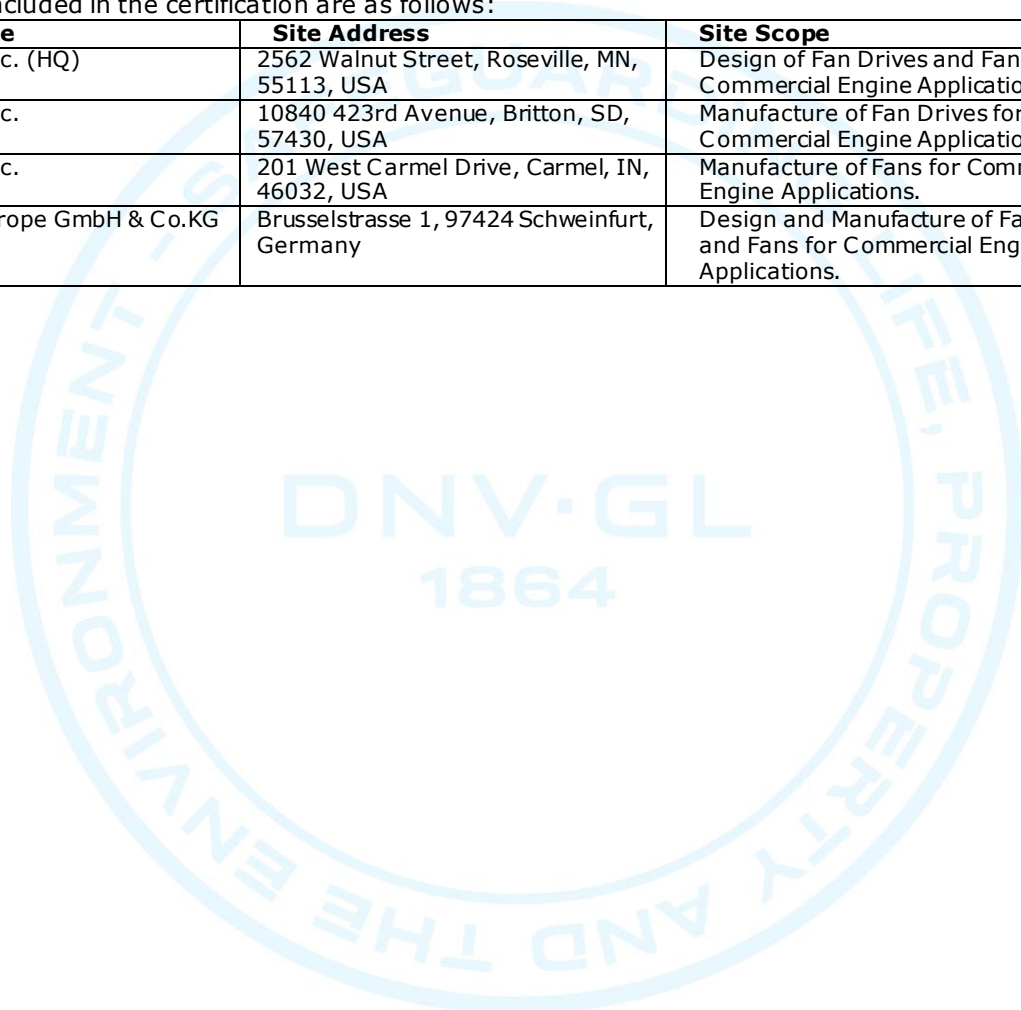 included in the certification are as follows:
e Site Address Site Scope
c. (HQ) 2562 Walnut Street, Roseville, MN, Design of Fan Drives and Fan
55113, USA Commercial Engine Applicatio
c. 10840 423rd Avenue, Britton, SD, Manufacture of Fan Drives for
57430, USA Commercial Engine Applicatio
c. 201 West Carmel Drive, Carmel, IN, Manufacture of Fans for Comm
46032, USA Engine Applications.
rope GmbH & Co.KG Brusselstrasse 1, 97424 Schweinfurt, Design and Manufacture of Fa
Germany and Fans for Commercial Eng
Applications.
SAFEGUARDING LIFE, PROPERTY AND THE ENVIRONMENT -
DNV·GL
1864